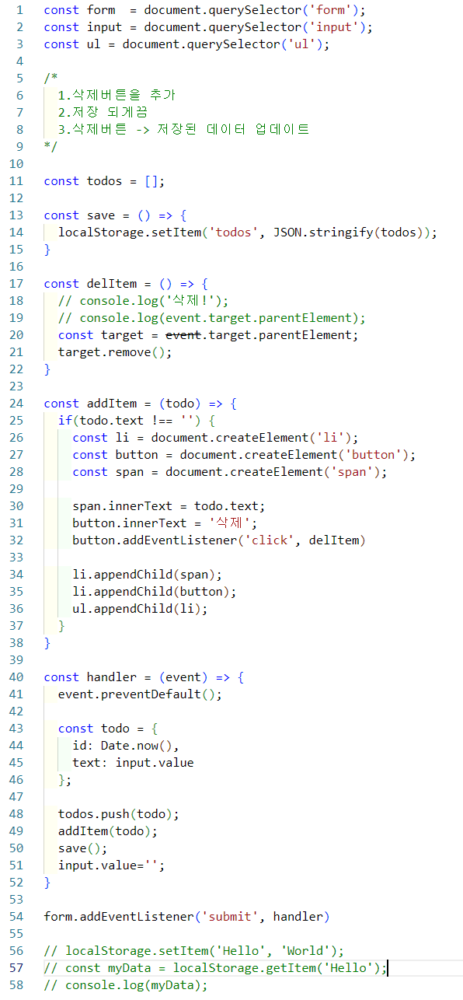 1 const form  = document.querySelector('form');
2 const input = document.querySelector('input');
3 const ul = document.querySelector('ul');
4
5 /*
6   1.삭제버튼을 추가
7   2.저장 되게끔
8   3.삭제버튼 -> 저장된 데이터 업데이트
9 */
10
11 const todos = [];
12
13 const save = () => {
14   localStorage.setItem('todos', JSON.stringify(todos));
15 }
16
17 const delItem = () => {
18   // console.log('삭제!');
19   // console.log(event.target.parentElement);
20   const target = event.target.parentElement;
21   target.remove();
22 }
23
24 const addItem = (todo) => {
25   if(todo.text !== '') {
26     const li = document.createElement('li');
27     const button = document.createElement('button');
28     const span = document.createElement('span');
29
30     span.innerText = todo.text;
31     button.innerText = '삭제';
32     button.addEventListener('click', delItem)
33
34     li.appendChild(span);
35     li.appendChild(button);
36     ul.appendChild(li);
37   }
38 }
39
40 const handler = (event) => {
41   event.preventDefault();
42
43   const todo = {
44     id: Date.now(),
45     text: input.value
46   };
47
48   todos.push(todo);
49   addItem(todo);
50   save();
51   input.value='';
52 }
53
54 form.addEventListener('submit', handler)
55
56 // localStorage.setItem('Hello', 'World');
57 // const myData = localStorage.getItem('Hello');
58 // console.log(myData);